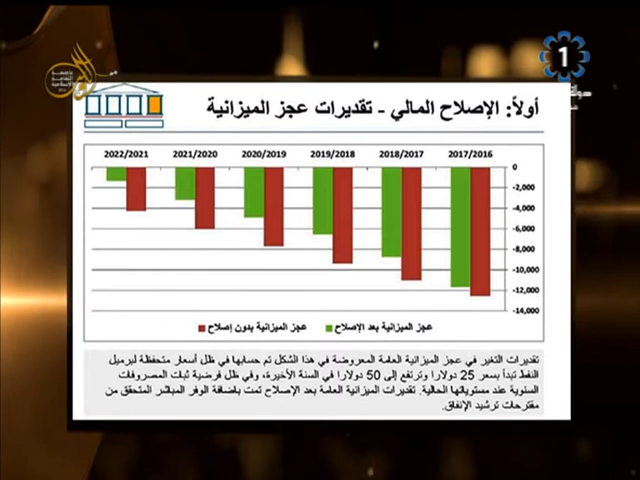 1
أولاً: الإصلاح المالي - تقديرات عجز الميزانية
2017/2016 2018/2017 2019/2018 2020/2019 2021/2020 2022/2021
0
-2,000
-4,000
-6,000
-8,000
-10,000
-12,000
-14,000
عجز الميزانية بعد الإصلاح عجز الميزانية بدون إصلاح
تقديرات التغير في عجز الميزانية العامة المعروضة في هذا الشكل تم حسابها في ظل أسعار متحفظة لبرميل
النفط تبدأ بسعر 25 دولارا وترتفع إلى 50 دولارا في السنة الأخيرة، وفي ظل فرضية ثبات المصروفات
السنوية عند مستوياتها الحالية. تقديرات الميزانية العامة بعد الإصلاح تمت بإضافة الوفر المباشر المتحقق من
مقترحات ترشيد الإنفاق.